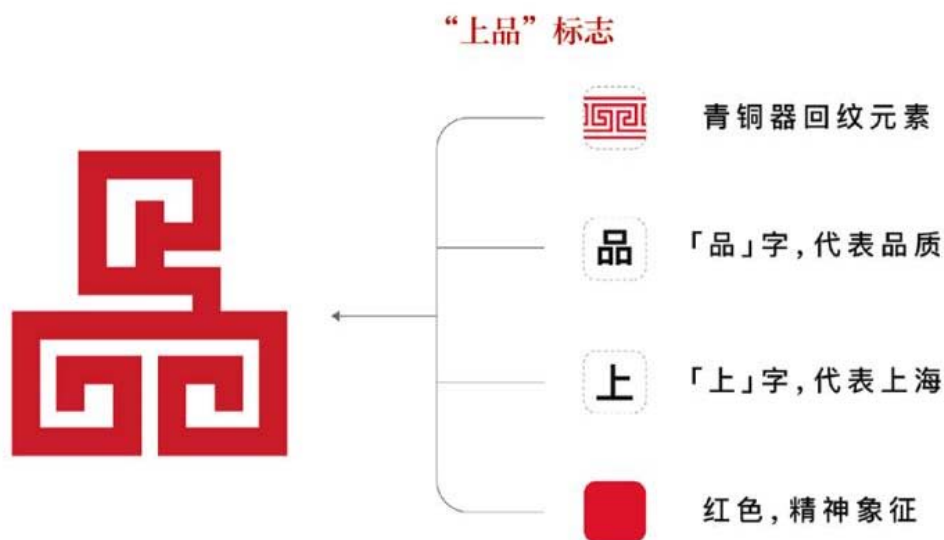 “上品”标志
青铜器回纹元素
品
「品」字,代表品质
上
「上」字,代表上海
红色,精神象征